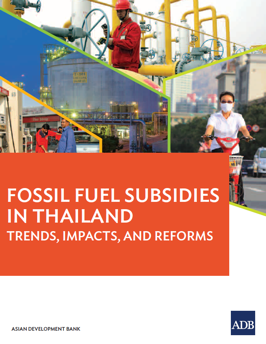 FOSSIL FUEL SUBSIDIES
IN THAILAND
TRENDS, IMPACTS, AND REFORMS
ASIAN DEVELOPMENT BANK
ADB